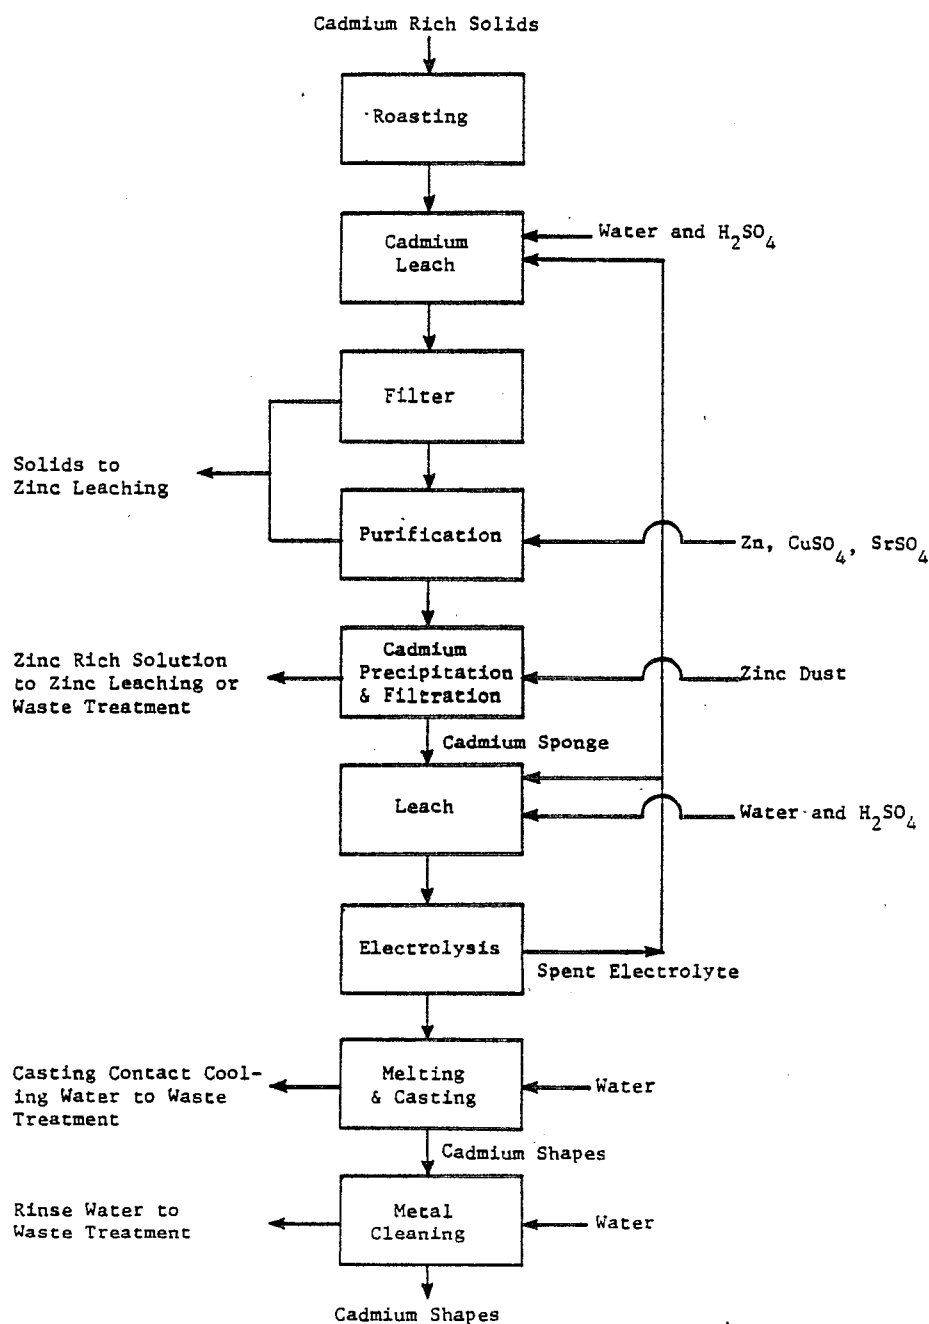 Cadmium Rich Solids
Roasting
Water and H₂SO₄
Cadmium
Leach
Filter
Solids to
Zinc Leaching
Purification
Zn, CuSO₄, SrSO₄
Zinc Rich Solution
to Zinc Leaching or
Waste Treatment
Cadmium
Precipitation
& Filtration
Zinc Dust
Cadmium Sponge
Leach
Water and H₂SO₄
Electrolysis
Spent Electrolyte
Casting Contact Cool-
ing Water to Waste
Treatment
Melting
& Casting
Water
Cadmium Shapes
Rinse Water to
Waste Treatment
Metal
Cleaning
Water
Cadmium Shapes